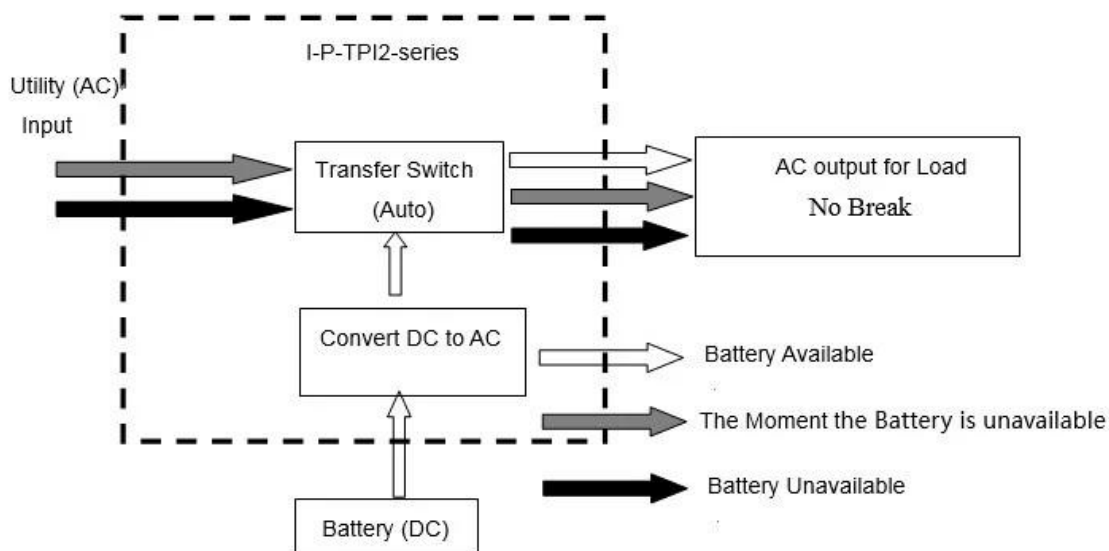 I-P-TPI2-series
Utility (AC)
Input
Transfer Switch
(Auto)
AC output for Load
No Break
Convert DC to AC
Battery Available
The Moment the Battery is unavailable
Battery Unavailable
Battery (DC)